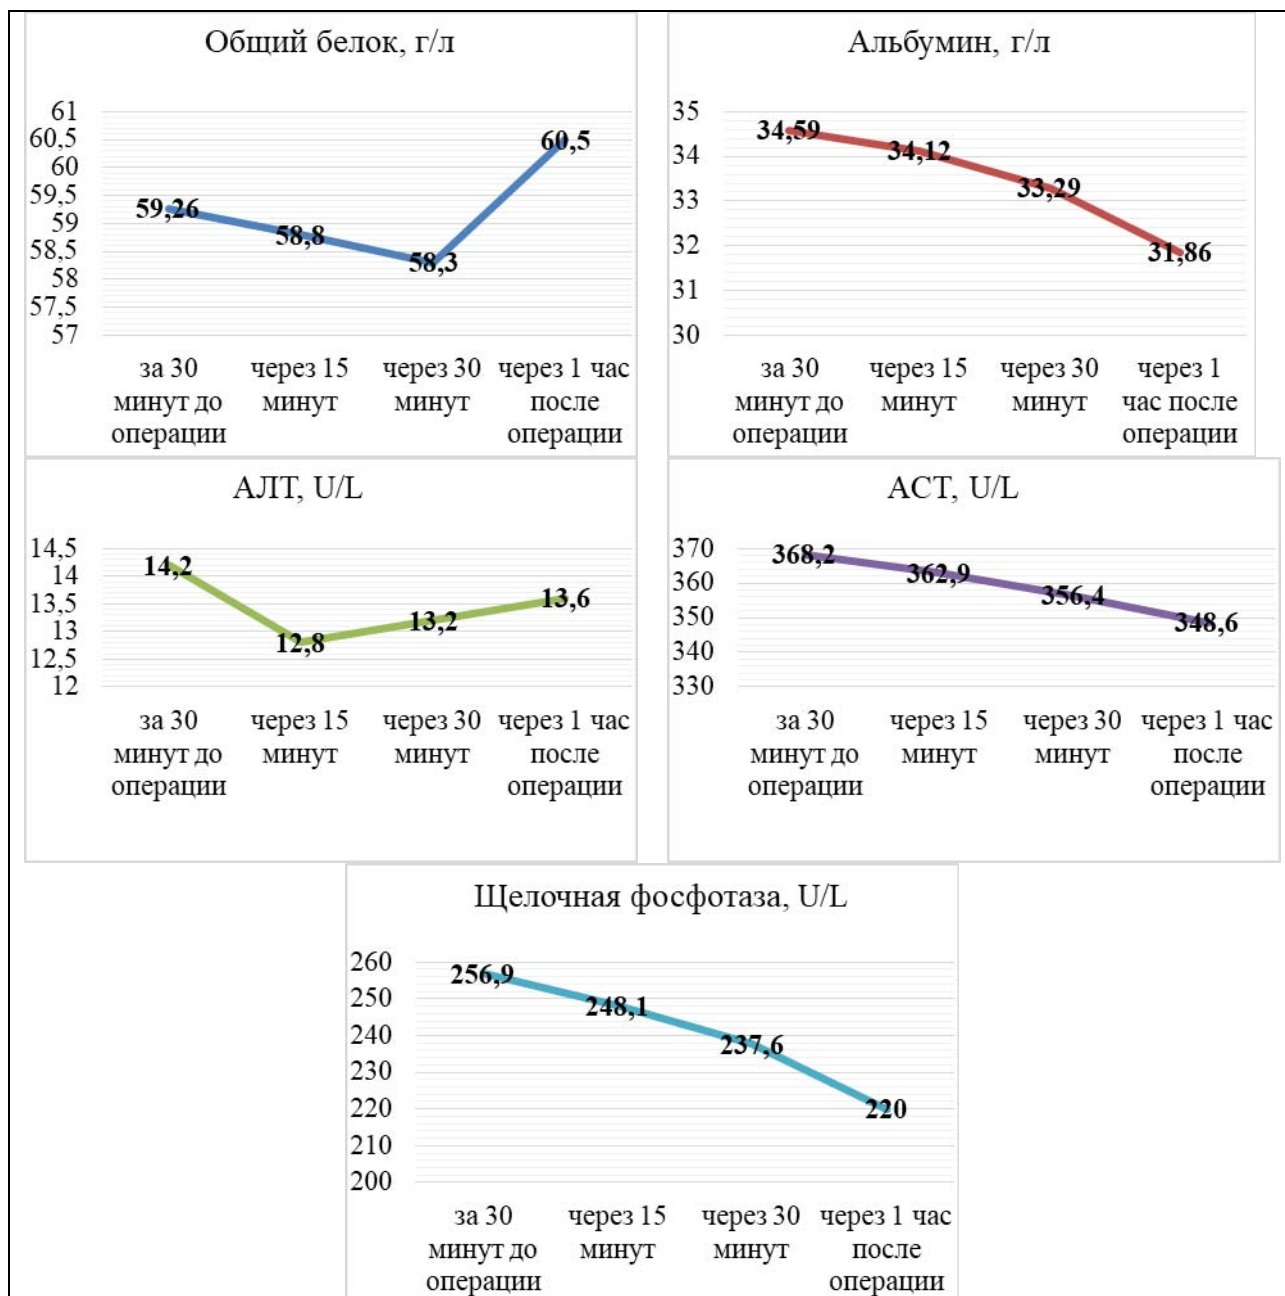 Общий белок, г/л
61
60,5
60
59,5
59
58,5
58
57,5
57
59,26
58,8
58,3
60,5
за 30
минут до
операции
через 15
минут
через 30
минут
через 1 час
после
операции
Альбумин, г/л
35
34
33
32
31
30
34,59
34,12
33,29
31,86
за 30
минут до
операции
через 15
минут
через 30
минут
через 1
час после
операции
АЛТ, U/L
14,5
14
13,5
13
12,5
12
14,2
12,8
13,2
13,6
за 30
минут до
операции
через 15
минут
через 30
минут
через 1 час
после
операции
АСТ, U/L
370
360
350
340
330
368,2
362,9
356,4
348,6
за 30
минут до
операции
через 15
минут
через 30
минут
через 1 час
после
операции
Щелочная фосфотаза, U/L
260
250
240
230
220
210
200
256,9
248,1
237,6
220
за 30
минут до
операции
через 15
минут
через 30
минут
через 1 час
после
операции